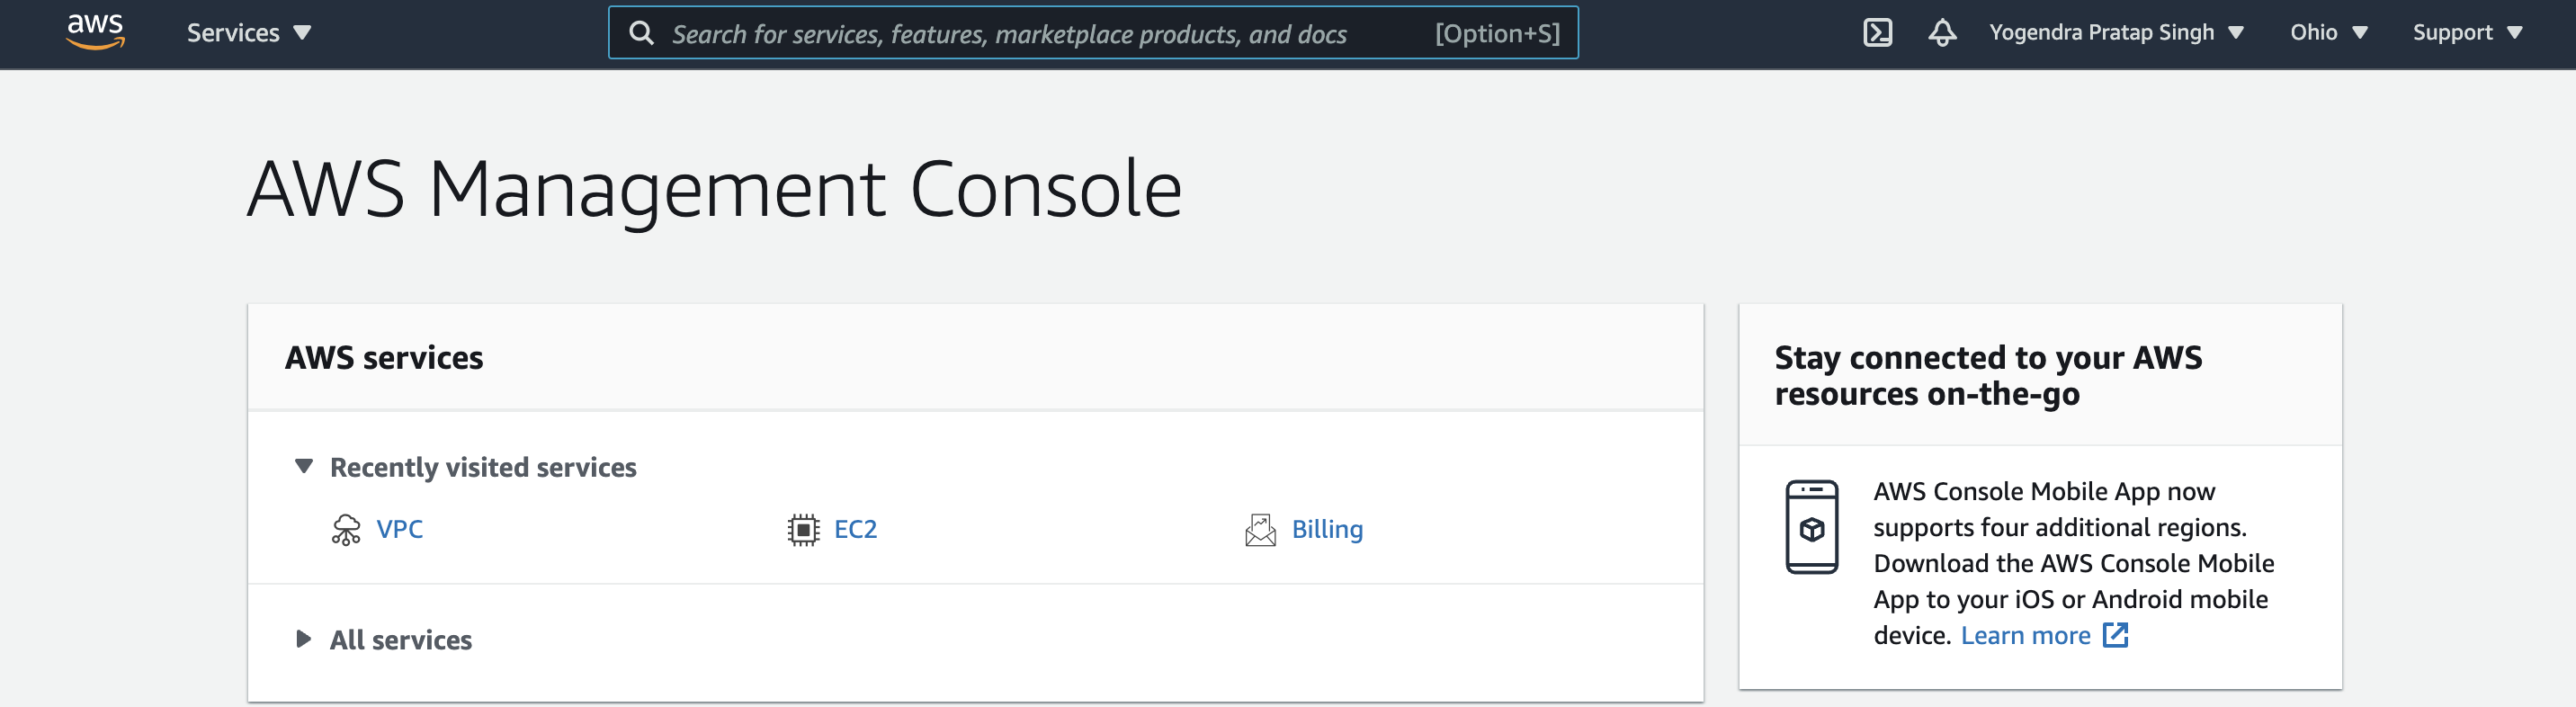 aws
Services
Search for services, features, marketplace products, and docs [Option+S]
Yogendra Pratap Singh
Ohio
Support
AWS Management Console
AWS services
Recently visited services
VPC
EC2
Billing
All services
Stay connected to your AWS
resources on-the-go
AWS Console Mobile App now
supports four additional regions.
Download the AWS Console Mobile
App to your iOS or Android mobile
device. Learn more